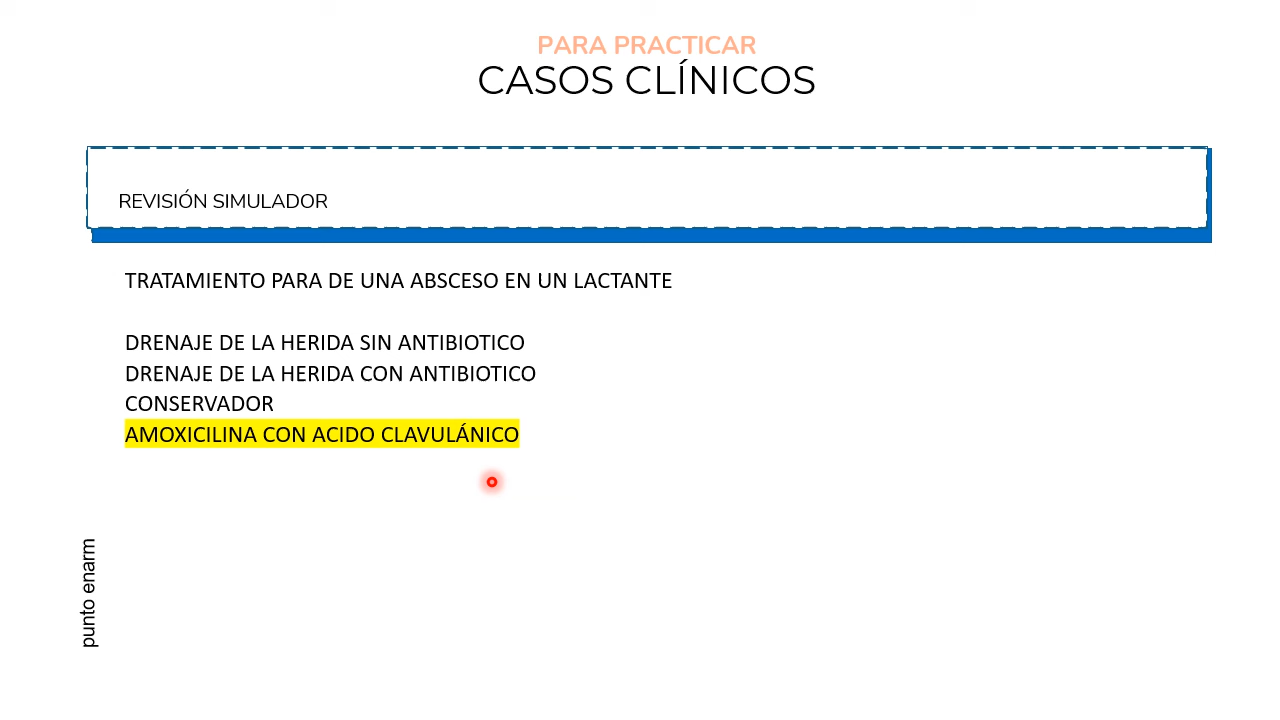 PARA PRACTICAR
CASOS CLÍNICOS
REVISIÓN SIMULADOR
TRATAMIENTO PARA DE UNA ABSCESO EN UN LACTANTE
DRENAJE DE LA HERIDA SIN ANTIBIOTICO
DRENAJE DE LA HERIDA CON ANTIBIOTICO
CONSERVADOR
AMOXICILINA CON ACIDO CLAVULÁNICO
punto enarm